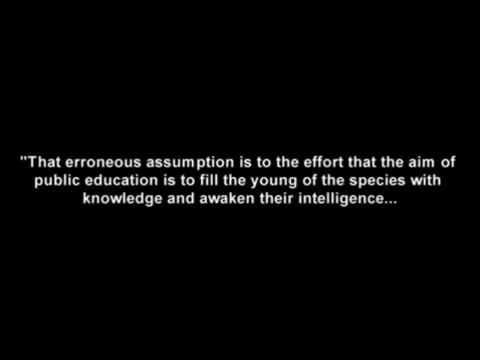 "That erroneous assumption is to the effort that the aim of
public education is to fill the young of the species with
knowledge and awaken their intelligence...